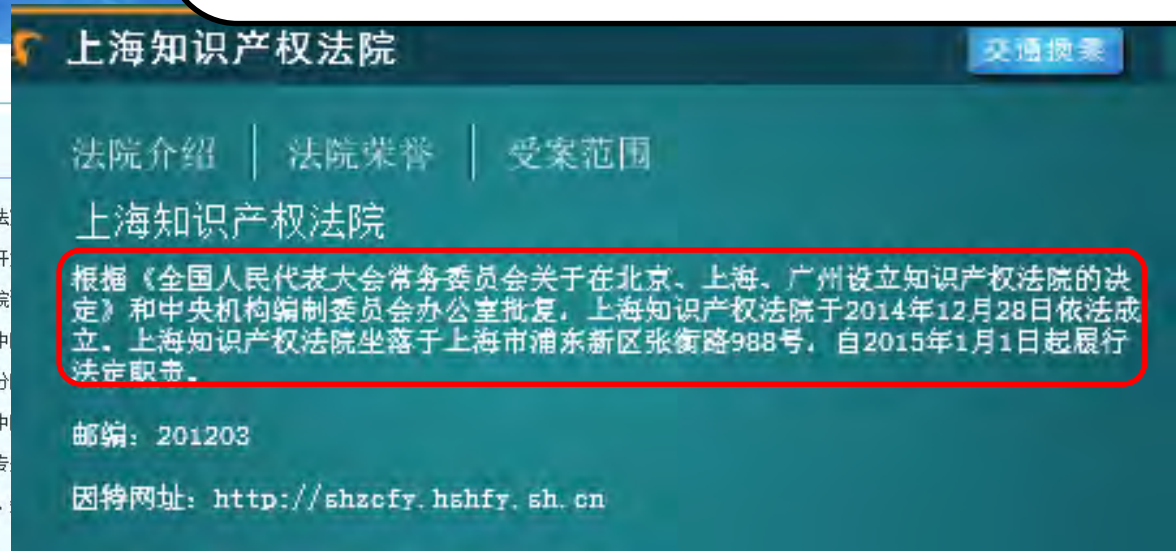 上海知识产权法院
交通换乘
法院介绍
法院荣誉
受案范围
上海知识产权法院
根据《全国人民代表大会常务委员会关于在北京、上海、广州设立知识产权法院的决
定》和中央机构编制委员会办公室批复，上海知识产权法院于2014年12月28日依法成
立。上海知识产权法院坐落于上海市浦东新区张衡路988号，自2015年1月1日起履行
法定职责。
邮编：201203
因特网址：http://shzcfy.hshfy.sh.cn